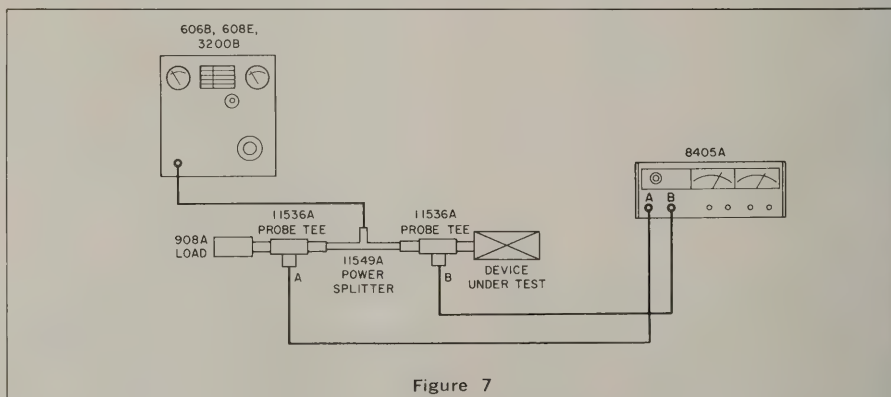 606B, 608E,
3200B
8405A
A B
11536A
PROBE TEE
11536A
PROBE TEE
908A
LOAD
A
11549A
POWER
SPLITTER
B
DEVICE
UNDER TEST
Figure 7